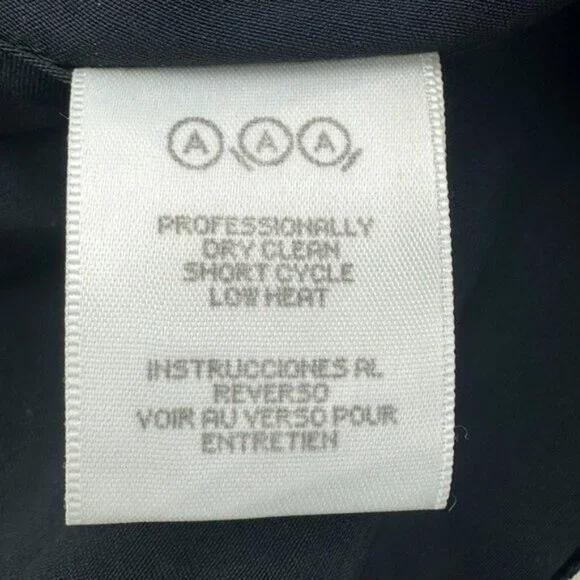 A A A
PROFESSIONALLY
DRY CLEAN
SHORT CYCLE
LOW HEAT
INSTRUCCIONES AL
REVERSO
VOIR AU VERSO POUR
ENTRETIEN